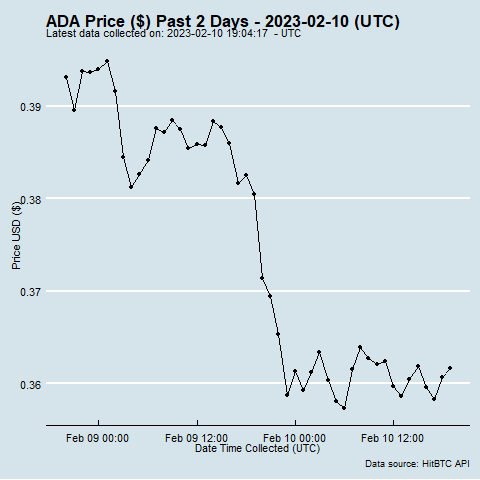 ADA Price ($) Past 2 Days - 2023-02-10 (UTC)
Latest data collected on: 2023-02-10 19:04:17 - UTC
0.39
0.38
0.37
0.36
Price USD ($)
Feb 09 00:00
Feb 09 12:00
Feb 10 00:00
Feb 10 12:00
Date Time Collected (UTC)
Data source: HitBTC API